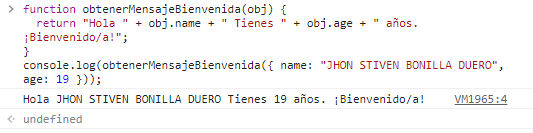 > function obtenerMensajeBienvenida(obj) {
return "Hola " + obj.name + " Tienes " + obj.age + " años.
¡Bienvenido/a!";
}
console.log(obtenerMensajeBienvenida({ name: "JHON STIVEN BONILLA DUERO",
age: 19 }));
Hola JHON STIVEN BONILLA DUERO Tienes 19 años. ¡Bienvenido/a! VM1965:4
undefined